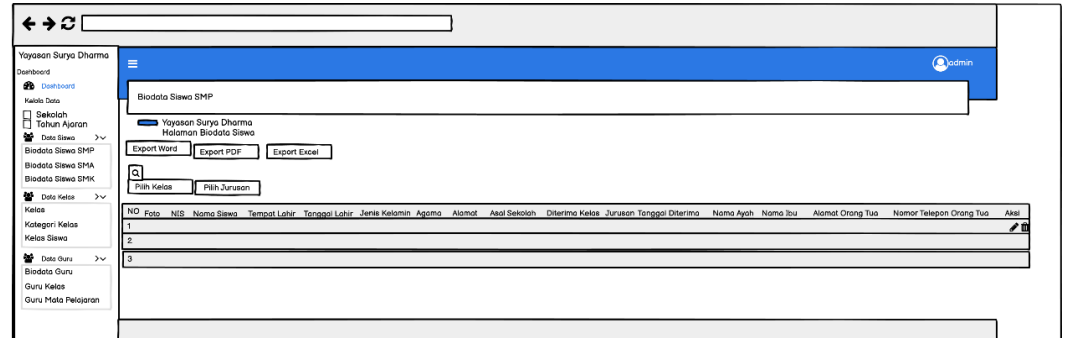 Yayasan Surya Dharma
Dashboard
Dashboard
Kelola Data
Sekolah
Tahun Ajaran
Data Siswa
Biodata Siswa SMP
Biodata Siswa SMA
Biodata Siswa SMK
Data Kelas
Kelas
Kategori Kelas
Kelas Siswa
Data Guru
Biodata Guru
Guru Kelas
Guru Mata Pelajaran
admin
Biodata Siswa SMP
Yayasan Surya Dharma
Halaman Biodata Siswa
Export Word Export PDF Export Excel
Pilih Kelas Pilih Jurusan
NO Foto NIS Nama Siswa Tempat Lahir Tanggal Lahir Jenis Kelamin Agama Alamat Asal Sekolah Diterima Kelas Jurusan Tanggal Diterima Nama Ayah Nama Ibu Alamat Orang Tua Nomor Telepon Orang Tua Aksi
1
2
3